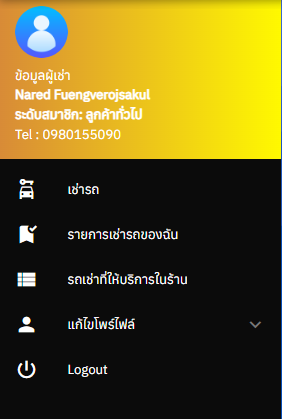 ข้อมูลผู้เช่า
Nared Fuengverojsakul
ระดับสมาชิก: ลูกค้าทั่วไป
Tel : 0980155090
เช่ารถ
รายการเช่ารถของฉัน
รถเช่าที่ให้บริการในร้าน
แก้ไขโพร์ไฟล์
Logout